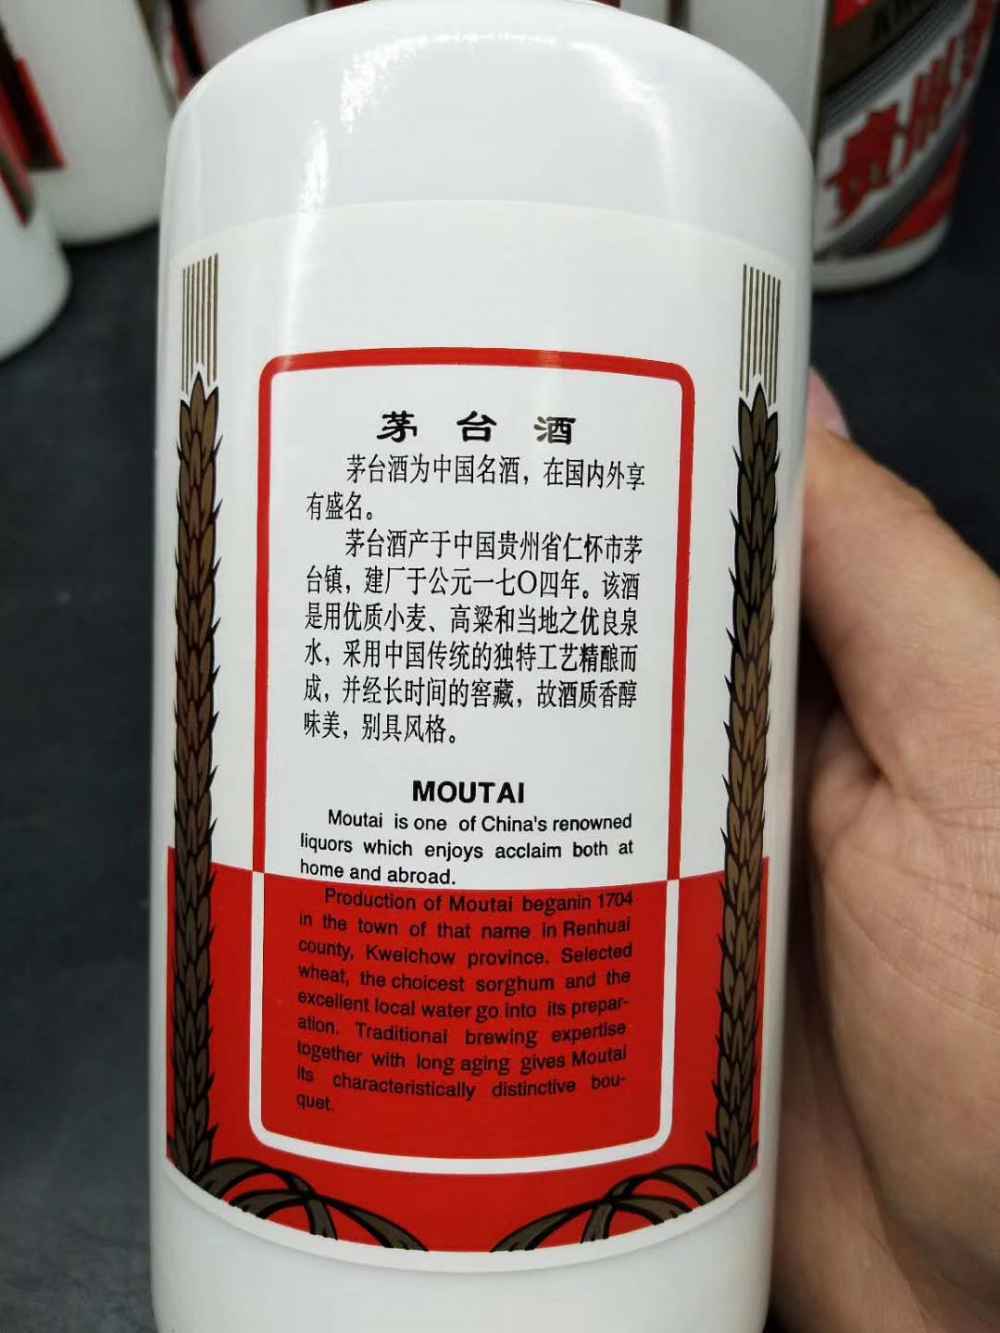 茅台酒
茅台酒为中国名酒，在国内外享
有盛名。
茅台酒产于中国贵州省仁怀市茅
台镇，建厂于公元一七〇四年。该酒
是用优质小麦、高粱和当地之优良泉
水，采用中国传统的独特工艺精酿而
成，并经长时间的窖藏，故酒质香醇
味美，别具风格。
MOUTAI
Moutai is one of China's renowned
liquors which enjoys acclaim both at
home and abroad.
Production of Moutai beganin 1704
in the town of that name in Renhuai
county, Kweichow province. Selected
wheat, the choicest sorghum and the
excellent local water go into its prepar-
ation. Traditional brewing expertise
together with long aging gives Moutai
its characteristically distinctive bou-
quet.
贵州